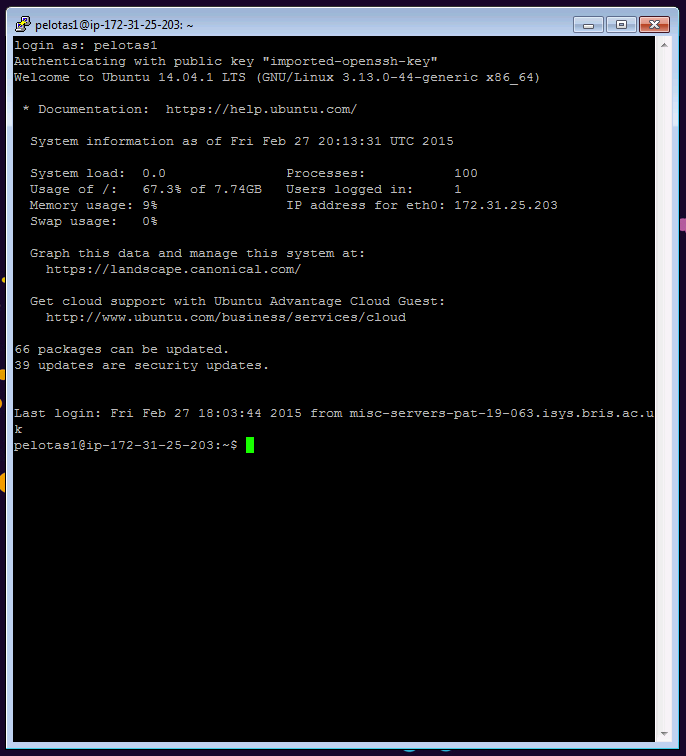 pelotas1@ip-172-31-25-203: ~
login as: pelotas1
Authenticating with public key "imported-openssh-key"
Welcome to Ubuntu 14.04.1 LTS (GNU/Linux 3.13.0-44-generic x86_64)
* Documentation:  https://help.ubuntu.com/
System information as of Fri Feb 27 20:13:31 UTC 2015
System load:  0.0               Processes:           100
Usage of /:   67.3% of 7.74GB   Users logged in:     1
Memory usage: 9%                IP address for eth0: 172.31.25.203
Swap usage:   0%
Graph this data and manage this system at:
https://landscape.canonical.com/
Get cloud support with Ubuntu Advantage Cloud Guest:
http://www.ubuntu.com/business/services/cloud
66 packages can be updated.
39 updates are security updates.
Last login: Fri Feb 27 18:03:44 2015 from misc-servers-pat-19-063.isys.bris.ac.u
k
pelotas1@ip-172-31-25-203:~$